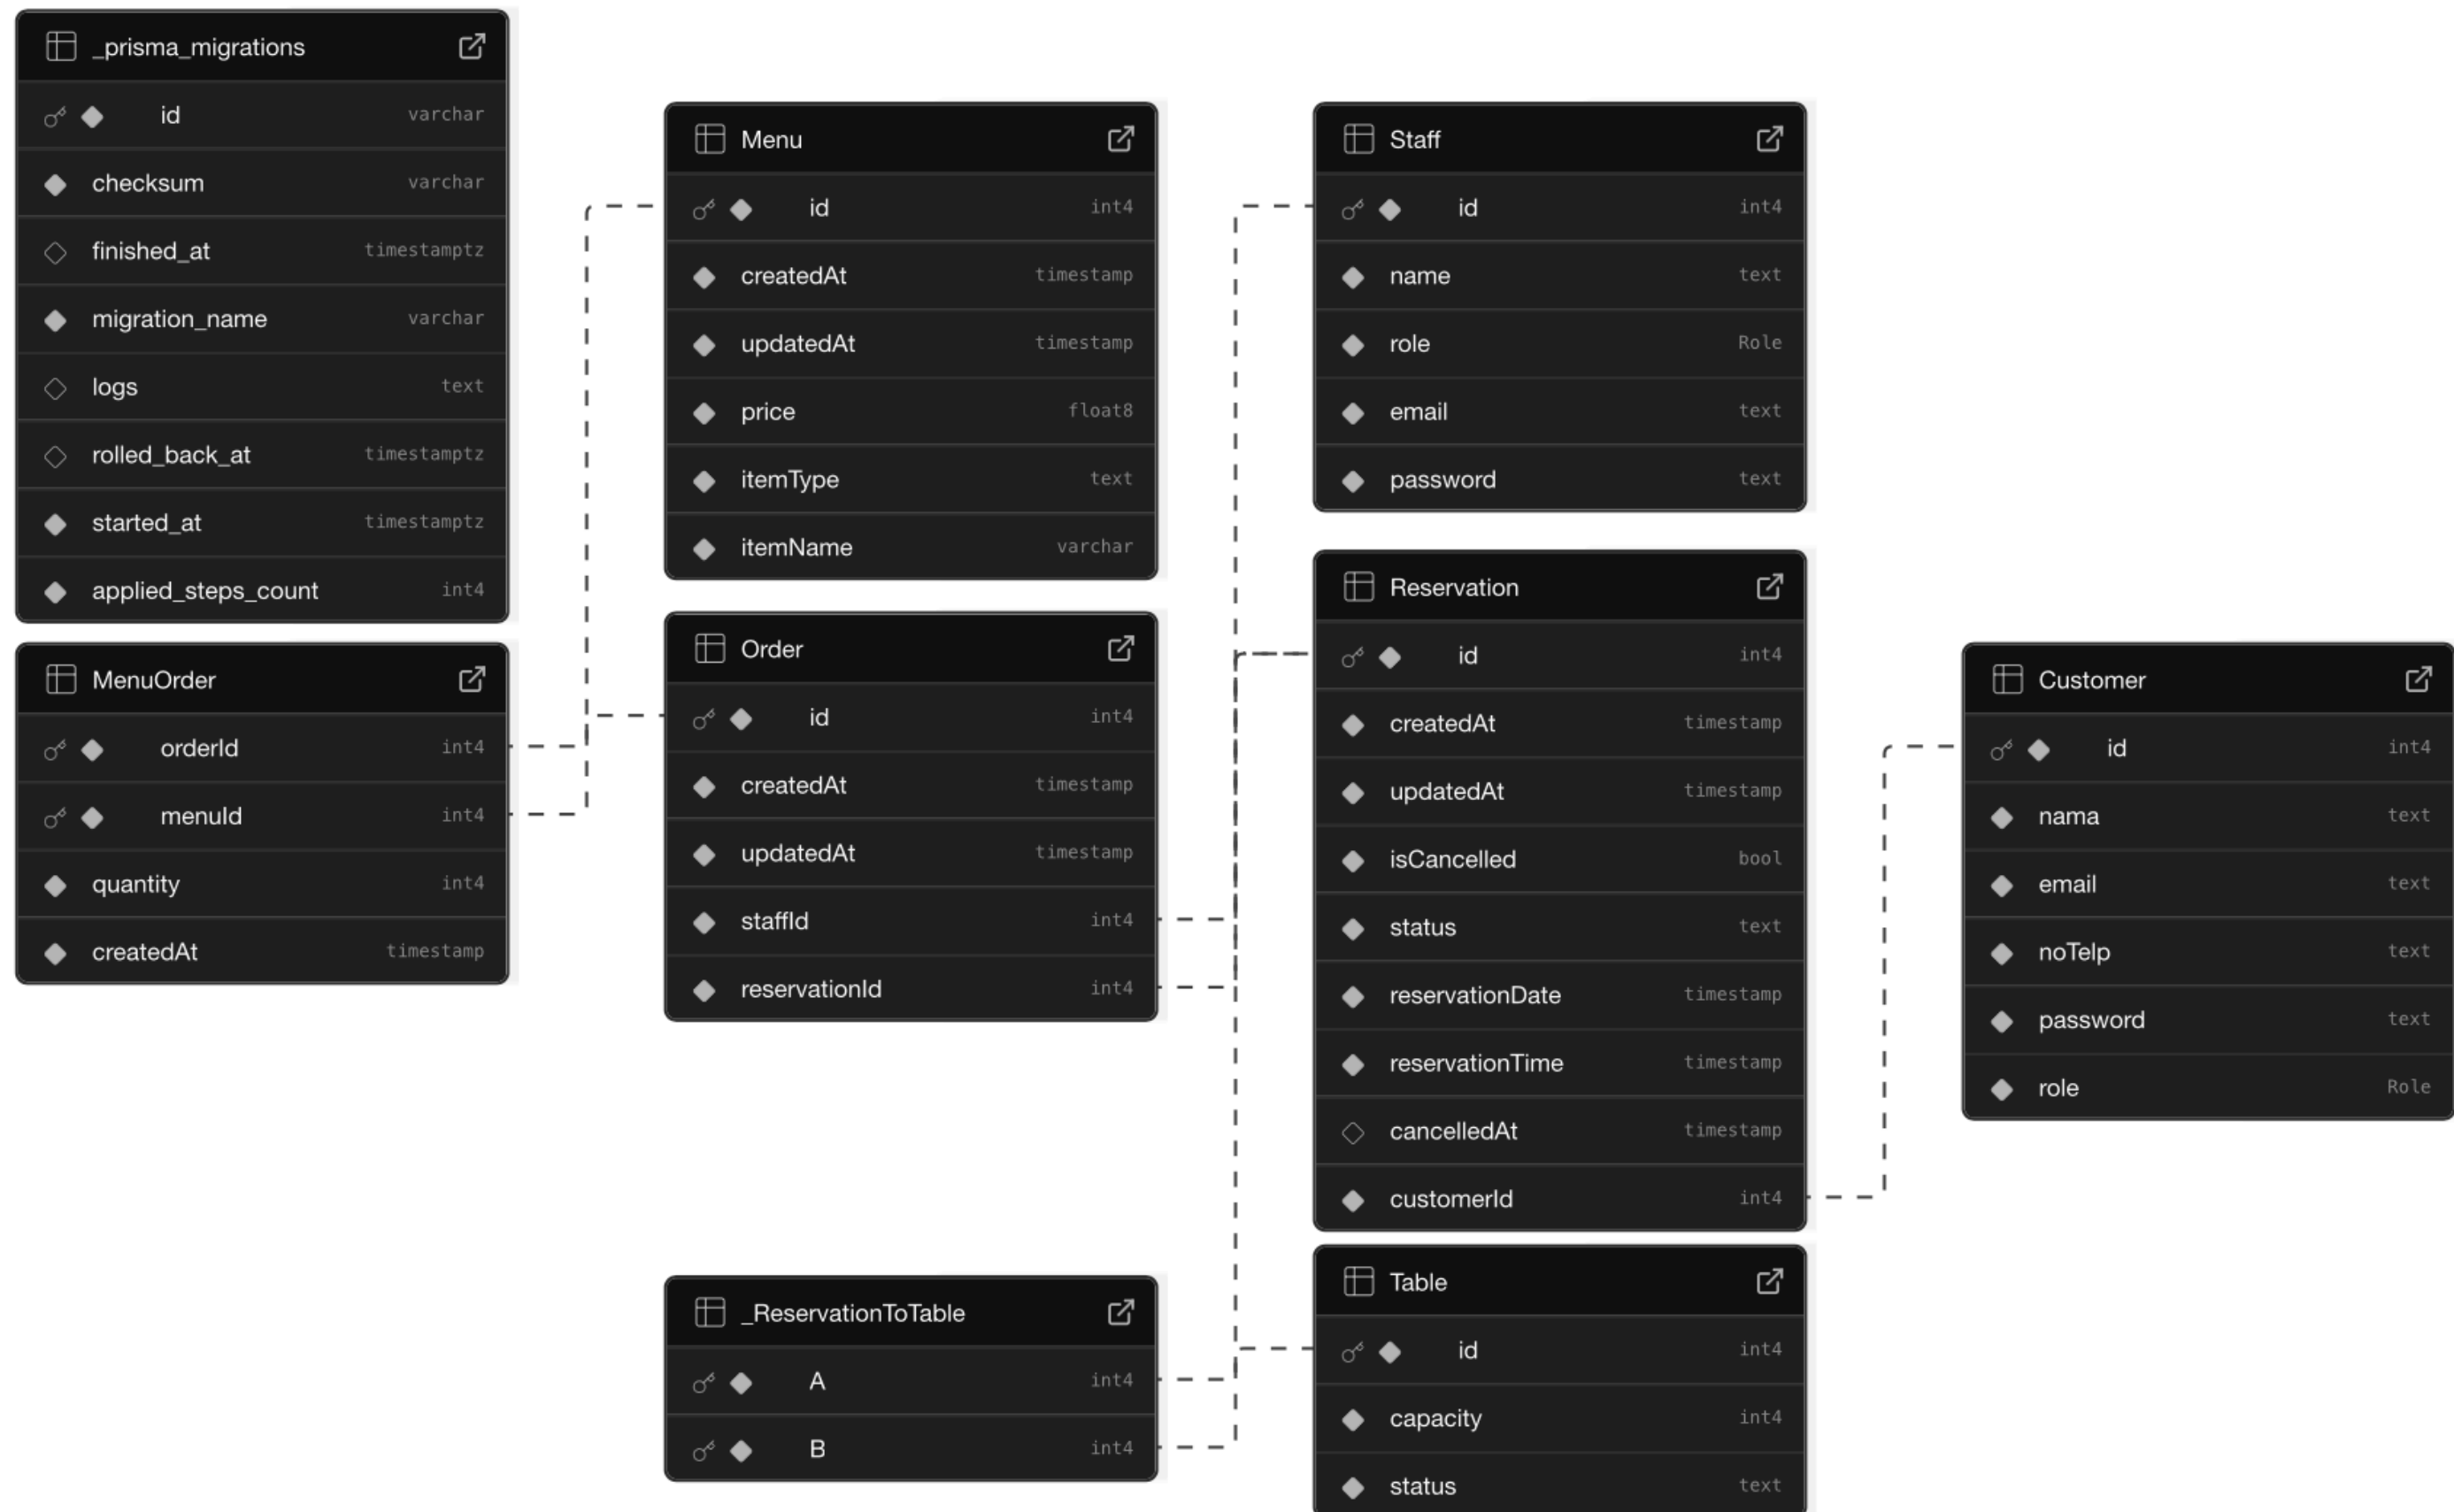 _prisma_migrations
id varchar
checksum varchar
finished_at timestamptz
migration_name varchar
logs text
rolled_back_at timestamptz
started_at timestamptz
applied_steps_count int4
MenuOrder
orderId int4
menuId int4
quantity int4
createdAt timestamp
Menu
id int4
createdAt timestamp
updatedAt timestamp
price float8
itemType text
itemName varchar
Order
id int4
createdAt timestamp
updatedAt timestamp
staffId int4
reservationId int4
_ReservationToTable
A int4
B int4
Staff
id int4
name text
role Role
email text
password text
Reservation
id int4
createdAt timestamp
updatedAt timestamp
isCancelled bool
status text
reservationDate timestamp
reservationTime timestamp
cancelledAt timestamp
customerId int4
Table
id int4
capacity int4
status text
Customer
id int4
nama text
email text
noTelp text
password text
role Role